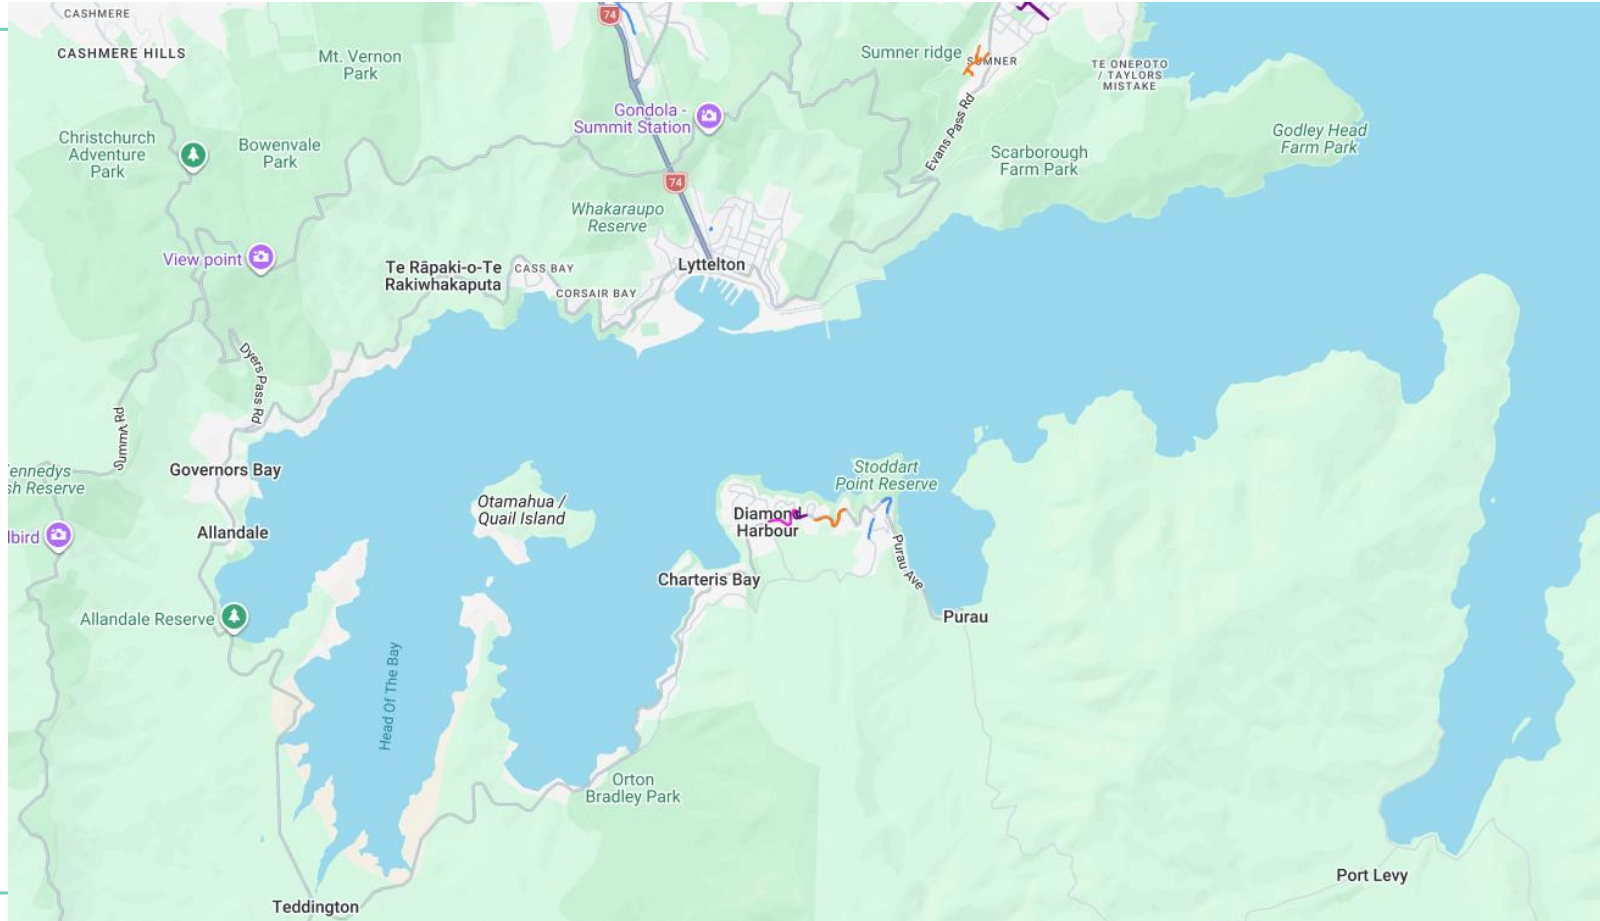 CASHMERE
CASHMERE HILLS
Mt. Vernon
Park
74
Sumner ridge
SUMNER
TE ONEPOTO
/ TAYLORS
MISTAKE
Gondola -
Summit Station
Christchurch
Adventure
Park
Bowenvale
Park
Evans Pass Rd
Scarborough
Farm Park
Godley Head
Farm Park
74
Whakaraupo
Reserve
View point
Te Rāpaki-o-Te
Rakiwhakaputa
CASS BAY
CORSAIR BAY
Lyttelton
Dyers Pass Rd
Summit Rd
Governors Bay
ennedys
sh Reserve
Otamahua /
Quail Island
Stoddart
Point Reserve
Diamond
Harbour
lbird
Allandale
Purau Ave
Charteris Bay
Allandale Reserve
Purau
Head Of The Bay
Orton
Bradley Park
Port Levy
Teddington